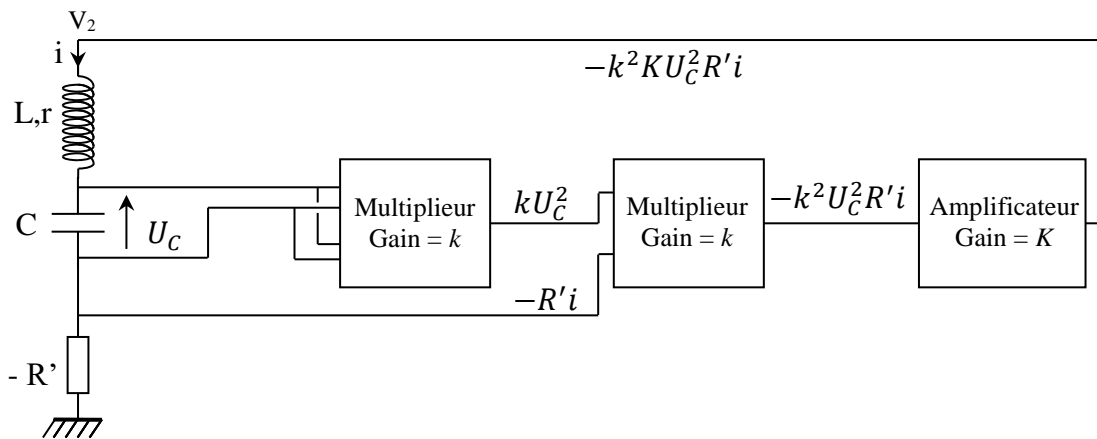 V₂
i
−k²KU_C²R′i
L,r
C
U_C
Multiplieur
Gain = k
kU_C²
Multiplieur
Gain = k
−k²U_C²R′i
Amplificateur
Gain = K
−R′i
- R’